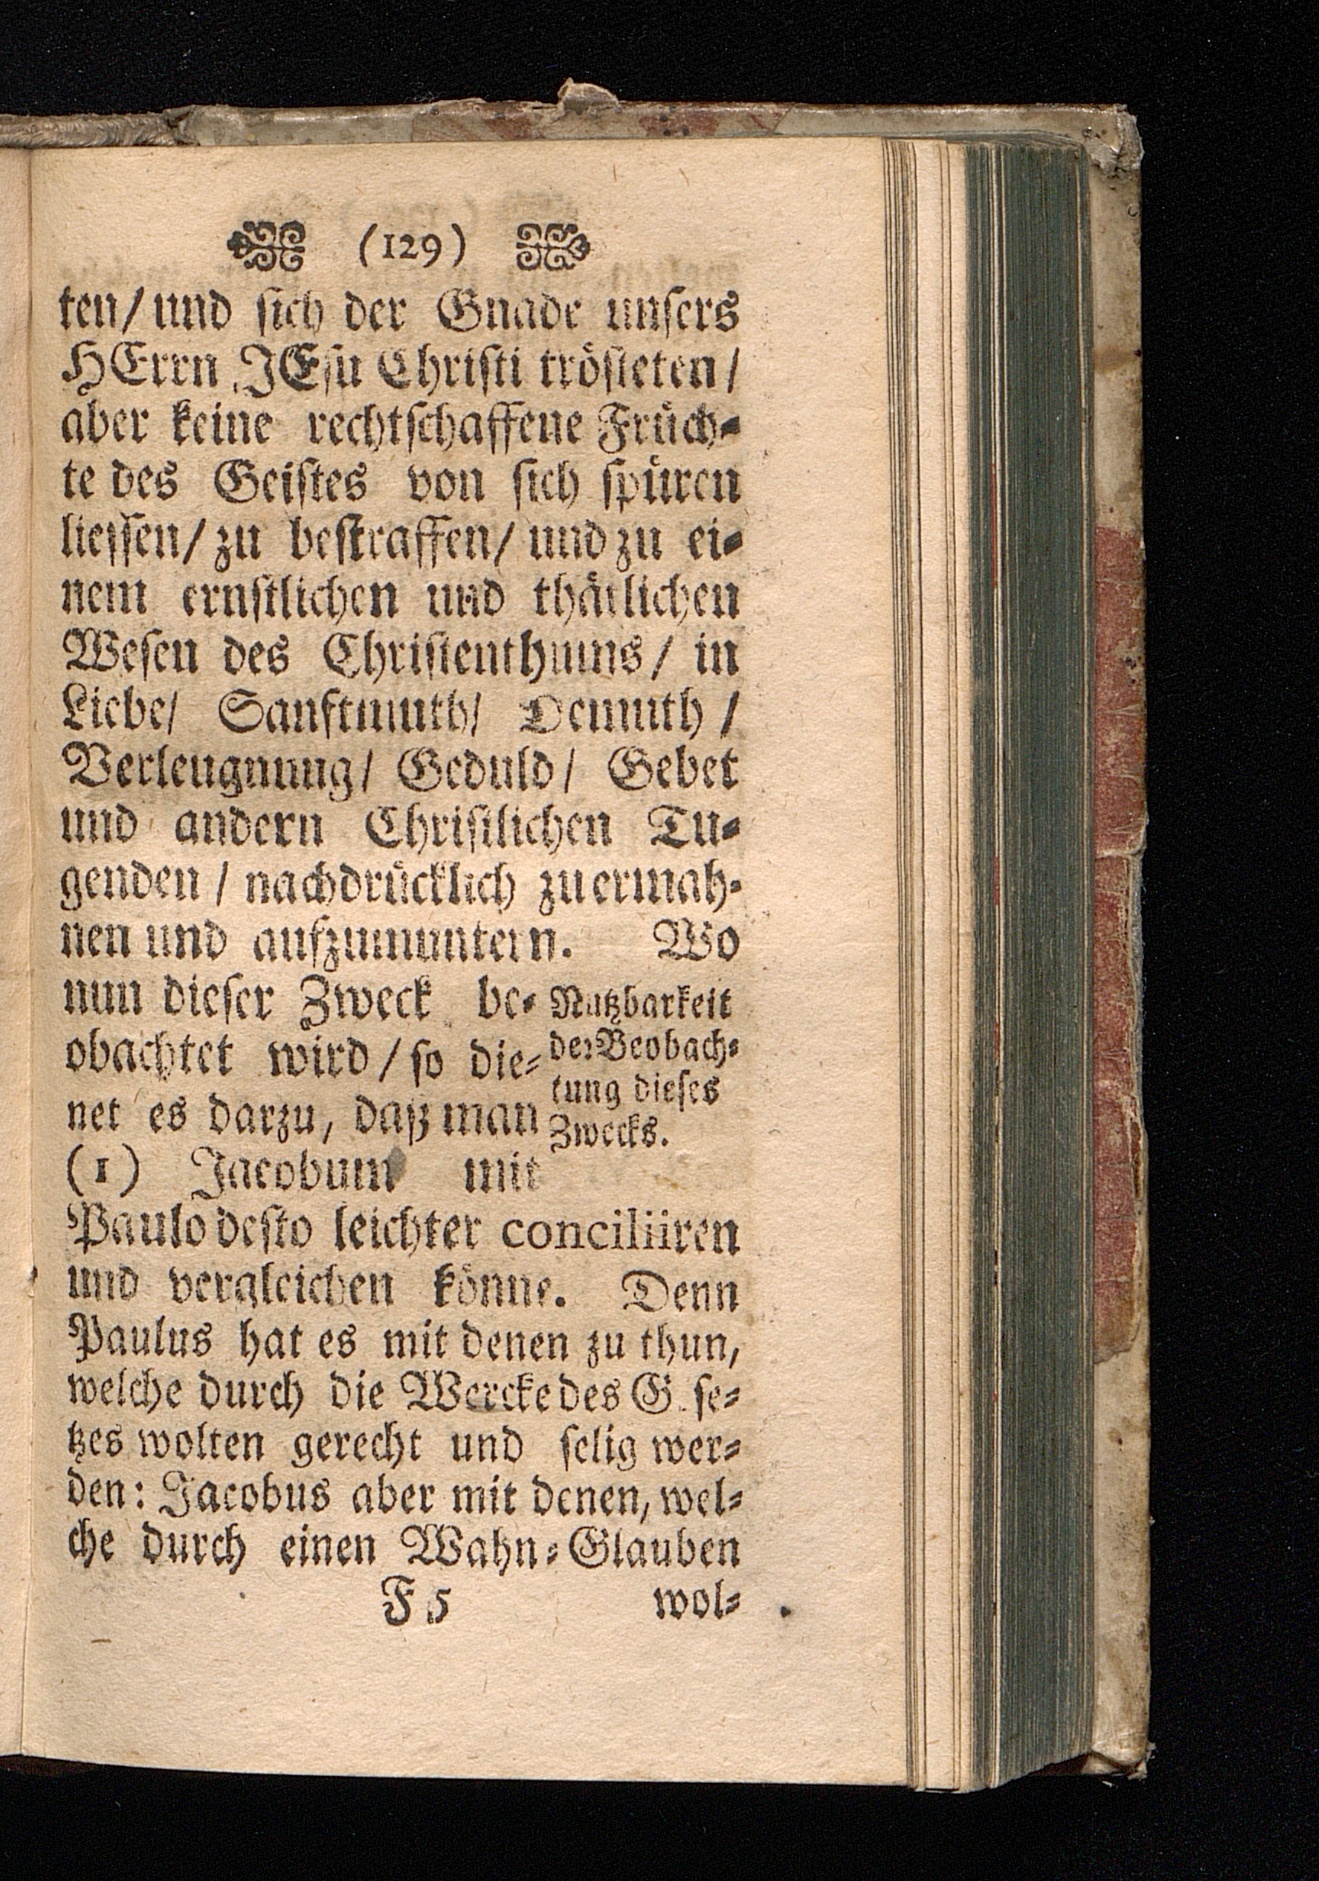 (129)
ten/ und sich der Gnade unsers
HErrn JEsu Christi trösteten/
aber keine rechtschaffene Früch-
te des Geistes von sich spüren
liessen/ zu bestraffen/ und zu ei-
nem ernstlichen und thätlichen
Wesen des Christenthums/ in
Liebe/ Sanftmuth/ Demuth/
Verleugnung/ Geduld/ Gebet
und andern Christlichen Tu-
genden/ nachdrücklich zu ermah-
nen und aufzumuntern. Wo
nun dieser Zweck be-
obachtet wird/ so die-
net es darzu, daß man
(1) Jacobum mit
Nutzbarkeit
der Beobach-
tung dieses
Zwecks.
Paulo desto leichter conciliiren
und vergleichen könne. Denn
Paulus hat es mit denen zu thun,
welche durch die Wercke des G.se-
tzes wolten gerecht und selig wer-
den: Jacobus aber mit denen, wel-
che durch einen Wahn-Glauben
F 5 wol-